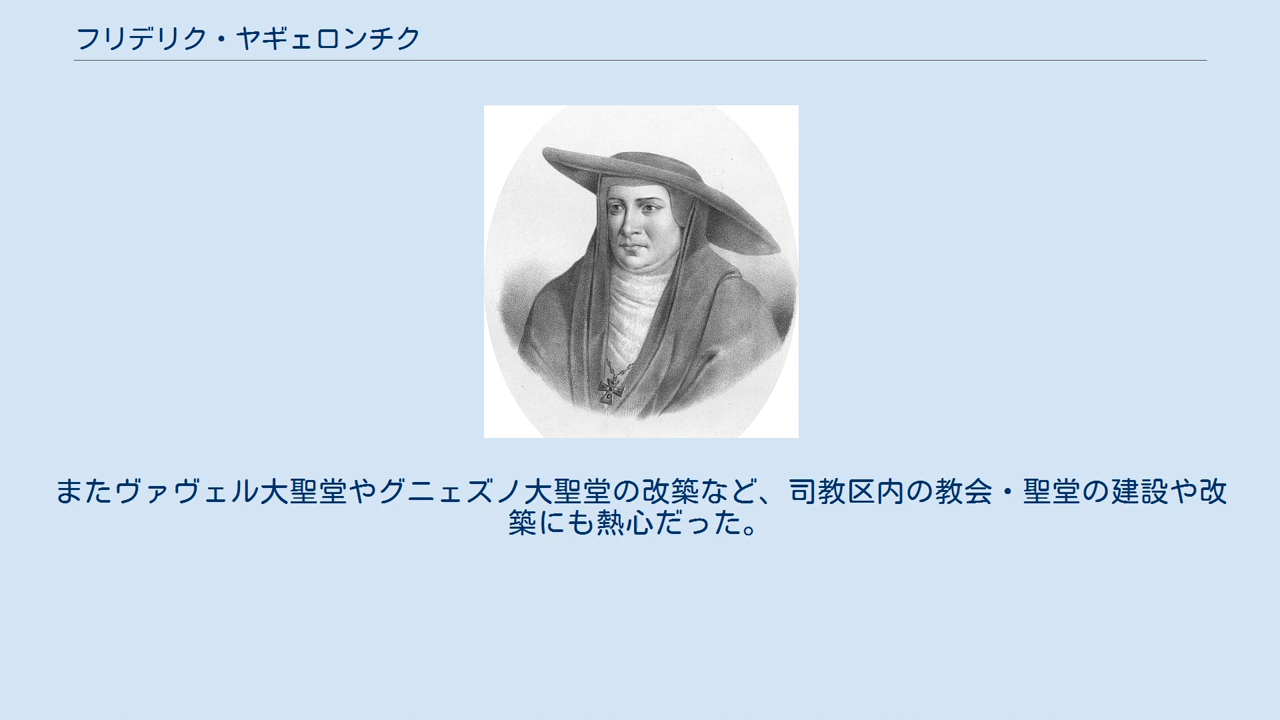 フリデリク・ヤギェロンチク
またヴァヴェル大聖堂やグニェズノ大聖堂の改築など、司教区内の教会・聖堂の建設や改
築にも熱心だった。